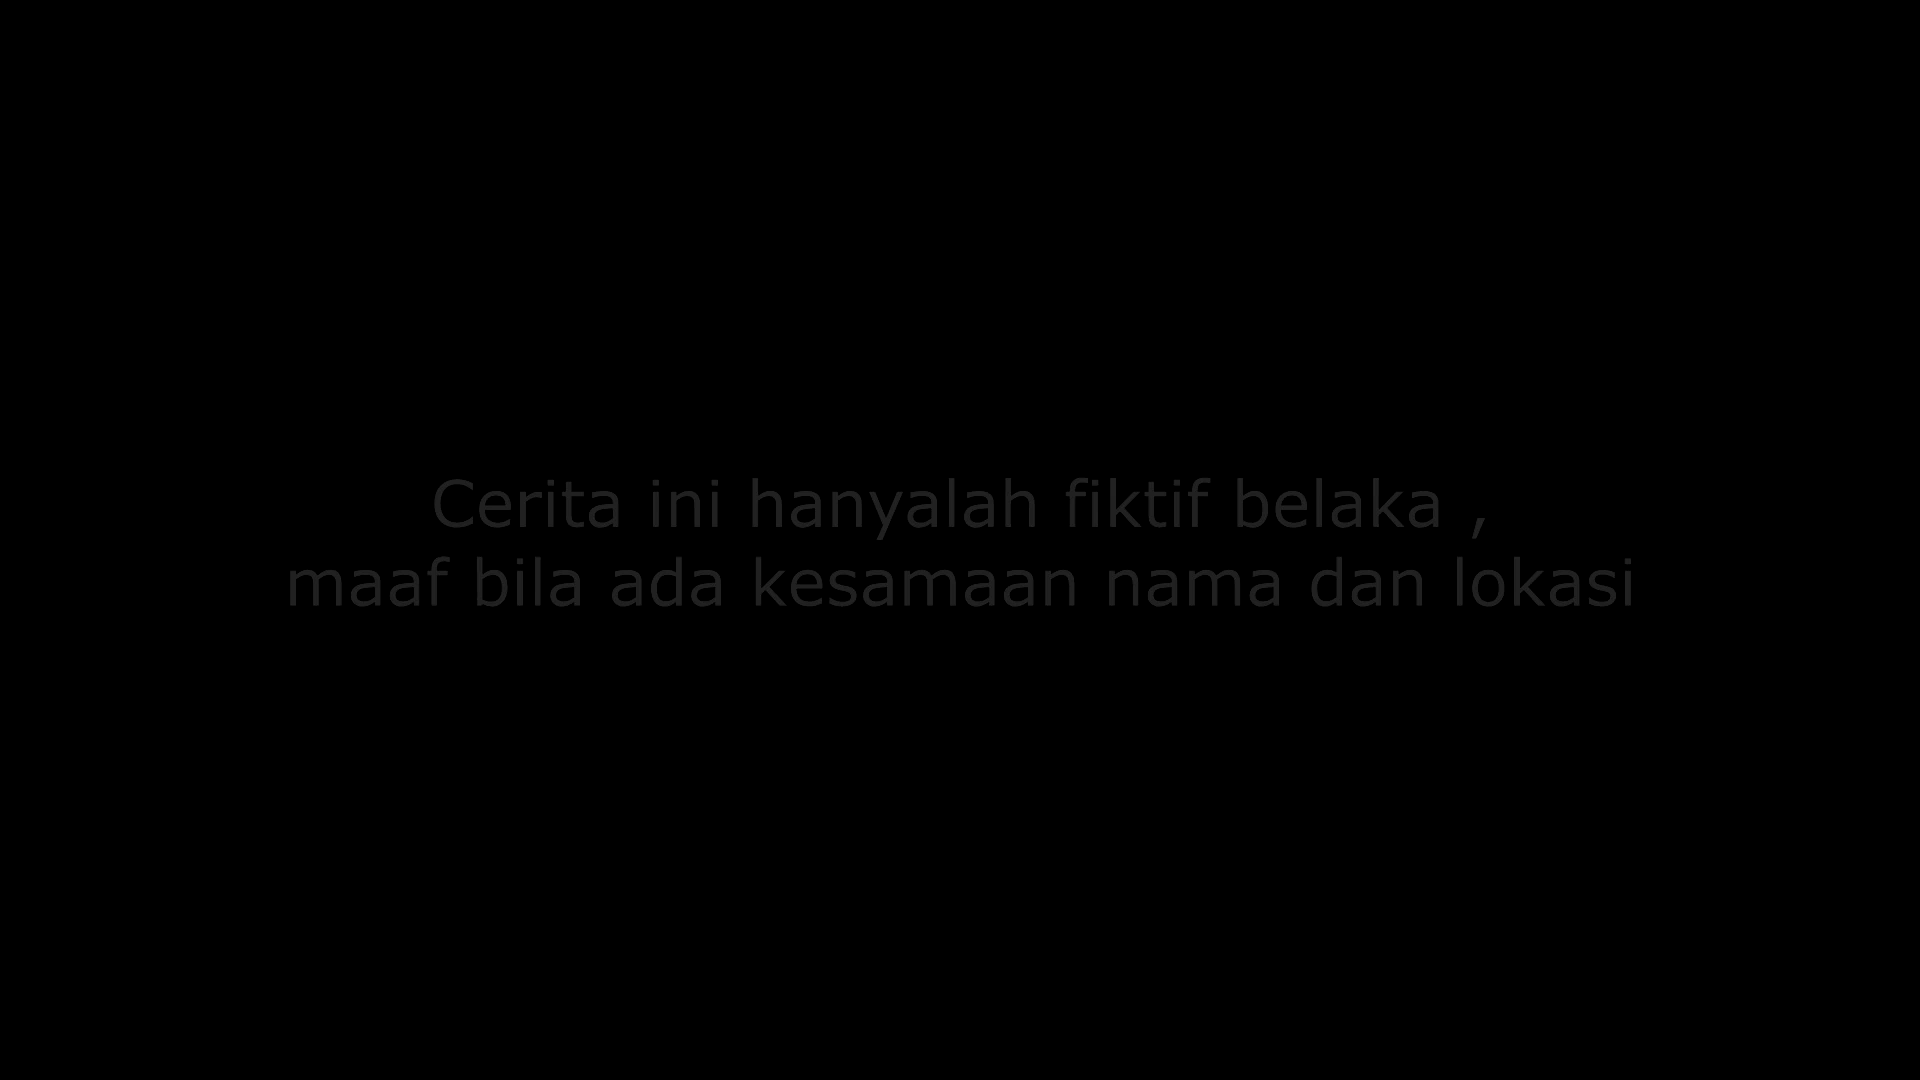 Cerita ini hanyalah fiktif belaka ,
maaf bila ada kesamaan nama dan lokasi